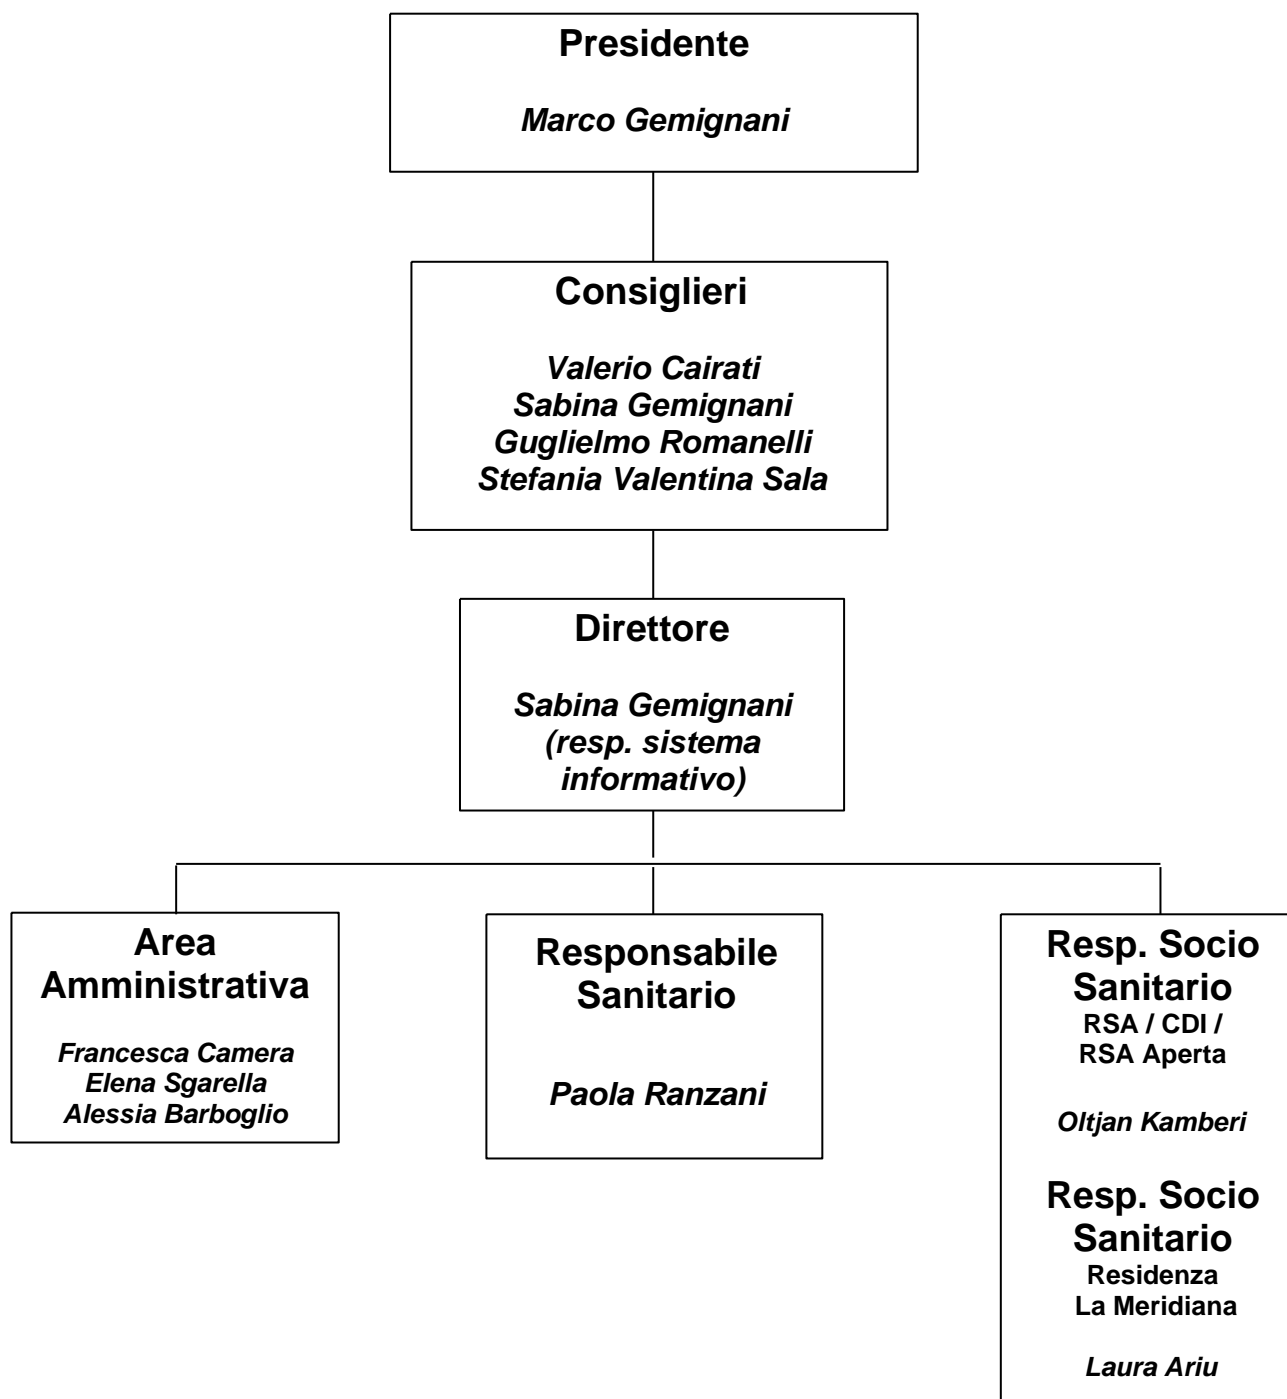 Presidente
Marco Gemignani
Consiglieri
Valerio Cairati
Sabina Gemignani
Guglielmo Romanelli
Stefania Valentina Sala
Direttore
Sabina Gemignani
(resp. sistema
informativo)
Area
Amministrativa
Francesca Camera
Elena Sgarella
Alessia Barboglio
Responsabile
Sanitario
Paola Ranzani
Resp. Socio
Sanitario
RSA / CDI /
RSA Aperta
Oltjan Kamberi
Resp. Socio
Sanitario
Residenza
La Meridiana
Laura Ariu